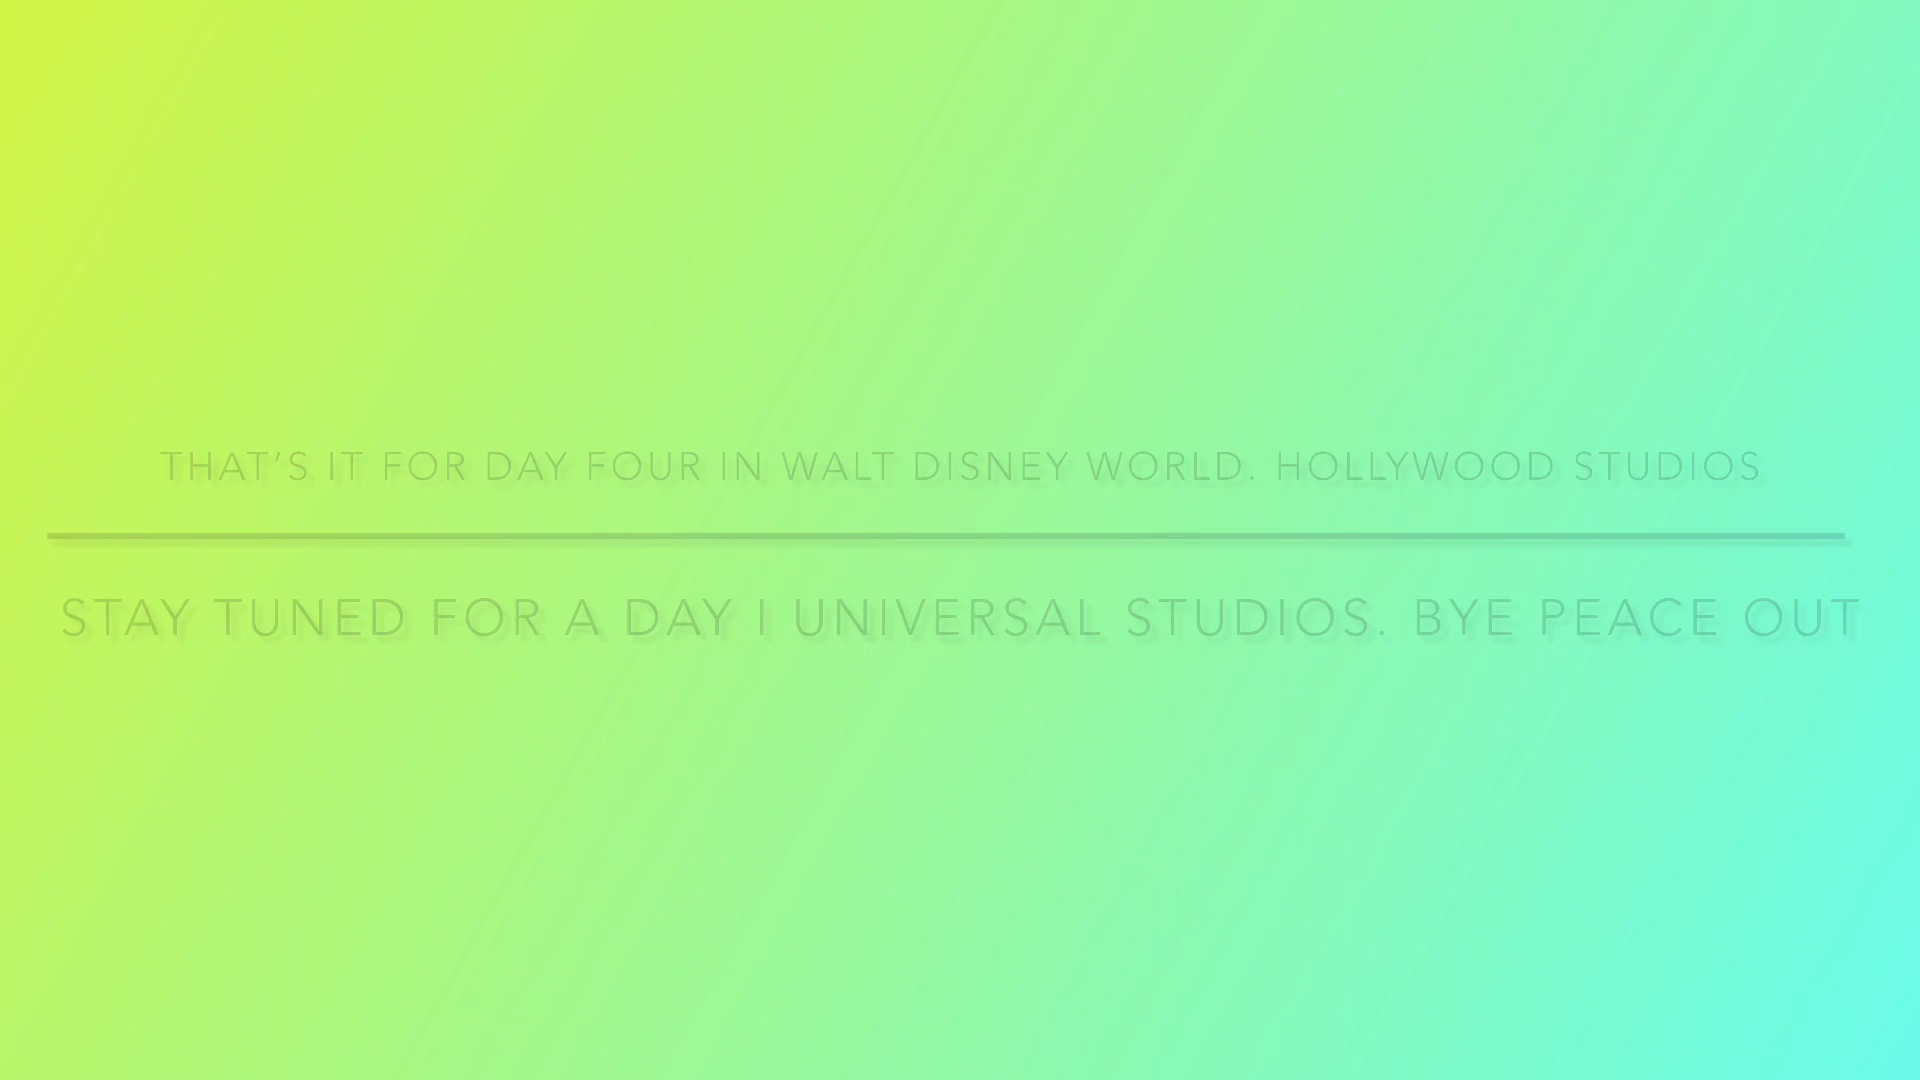 THAT’S IT FOR DAY FOUR IN WALT DISNEY WORLD. HOLLYWOOD STUDIOS
STAY TUNED FOR A DAY I UNIVERSAL STUDIOS. BYE PEACE OUT